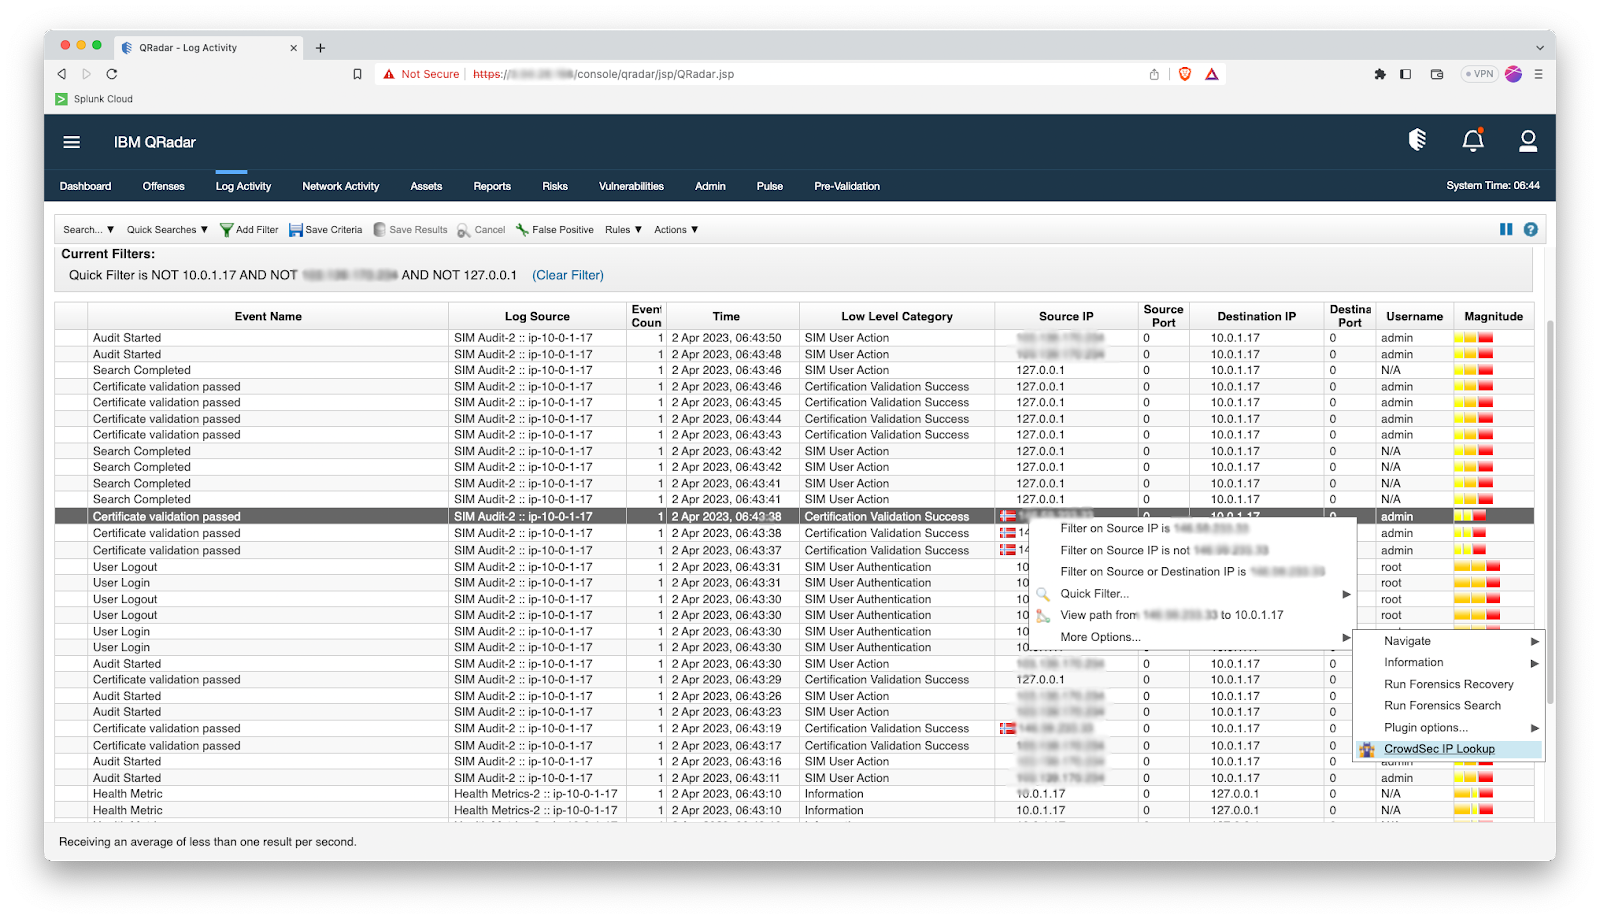 QRadar - Log Activity
Not Secure https:// /console/qradar/jsp/QRadar.jsp VPN
Splunk Cloud
IBM QRadar
Dashboard Offenses Log Activity Network Activity Assets Reports Risks Vulnerabilities Admin Pulse Pre-Validation System Time: 06:44
Search... ▼ Quick Searches ▼ Add Filter Save Criteria Save Results Cancel False Positive Rules ▼ Actions ▼
Current Filters:
Quick Filter is NOT 10.0.1.17 AND NOT AND NOT 127.0.0.1 (Clear Filter)
Event Name Log Source Event Coun Time Low Level Category Source IP Source Port Destination IP Destina Port Username Magnitude
Audit Started SIM Audit-2 :: ip-10-0-1-17 1 2 Apr 2023, 06:43:50 SIM User Action 0 10.0.1.17 0 admin
Audit Started SIM Audit-2 :: ip-10-0-1-17 1 2 Apr 2023, 06:43:48 SIM User Action 0 10.0.1.17 0 admin
Search Completed SIM Audit-2 :: ip-10-0-1-17 1 2 Apr 2023, 06:43:46 SIM User Action 127.0.0.1 0 10.0.1.17 0 N/A
Certificate validation passed SIM Audit-2 :: ip-10-0-1-17 1 2 Apr 2023, 06:43:46 Certification Validation Success 127.0.0.1 0 10.0.1.17 0 admin
Certificate validation passed SIM Audit-2 :: ip-10-0-1-17 1 2 Apr 2023, 06:43:45 Certification Validation Success 127.0.0.1 0 10.0.1.17 0 admin
Certificate validation passed SIM Audit-2 :: ip-10-0-1-17 1 2 Apr 2023, 06:43:44 Certification Validation Success 127.0.0.1 0 10.0.1.17 0 admin
Certificate validation passed SIM Audit-2 :: ip-10-0-1-17 1 2 Apr 2023, 06:43:43 Certification Validation Success 127.0.0.1 0 10.0.1.17 0 admin
Search Completed SIM Audit-2 :: ip-10-0-1-17 1 2 Apr 2023, 06:43:42 SIM User Action 127.0.0.1 0 10.0.1.17 0 N/A
Search Completed SIM Audit-2 :: ip-10-0-1-17 1 2 Apr 2023, 06:43:42 SIM User Action 127.0.0.1 0 10.0.1.17 0 N/A
Search Completed SIM Audit-2 :: ip-10-0-1-17 1 2 Apr 2023, 06:43:41 SIM User Action 127.0.0.1 0 10.0.1.17 0 N/A
Search Completed SIM Audit-2 :: ip-10-0-1-17 1 2 Apr 2023, 06:43:41 SIM User Action 127.0.0.1 0 10.0.1.17 0 N/A
Certificate validation passed SIM Audit-2 :: ip-10-0-1-17 1 2 Apr 2023, 06:43:38 Certification Validation Success 0 10.0.1.17 0 admin
Certificate validation passed SIM Audit-2 :: ip-10-0-1-17 1 2 Apr 2023, 06:43:38 Certification Validation Success 14 admin
Certificate validation passed SIM Audit-2 :: ip-10-0-1-17 1 2 Apr 2023, 06:43:37 Certification Validation Success 14 admin
User Logout SIM Audit-2 :: ip-10-0-1-17 1 2 Apr 2023, 06:43:31 User Authentication 10 root
User Login SIM Audit-2 :: ip-10-0-1-17 1 2 Apr 2023, 06:43:31 User Authentication 10 root
User Logout SIM Audit-2 :: ip-10-0-1-17 1 2 Apr 2023, 06:43:30 User Authentication 10 root
User Logout SIM Audit-2 :: ip-10-0-1-17 1 2 Apr 2023, 06:43:30 User Authentication 10 root
User Login SIM Audit-2 :: ip-10-0-1-17 1 2 Apr 2023, 06:43:30 User Authentication 10
User Login SIM Audit-2 :: ip-10-0-1-17 1 2 Apr 2023, 06:43:30 User Authentication
Audit Started SIM Audit-2 :: ip-10-0-1-17 1 2 Apr 2023, 06:43:30 SIM User Action 0 10.0.1.17 0
Certificate validation passed SIM Audit-2 :: ip-10-0-1-17 1 2 Apr 2023, 06:43:29 Certification Validation Success 127.0.0.1 0 10.0.1.17 0
Audit Started SIM Audit-2 :: ip-10-0-1-17 1 2 Apr 2023, 06:43:26 SIM User Action 0 10.0.1.17 0
Audit Started SIM Audit-2 :: ip-10-0-1-17 1 2 Apr 2023, 06:43:23 SIM User Action 0 10.0.1.17 0
Certificate validation passed SIM Audit-2 :: ip-10-0-1-17 1 2 Apr 2023, 06:43:19 Certification Validation Success 0 10.0.1.17 0
Certificate validation passed SIM Audit-2 :: ip-10-0-1-17 1 2 Apr 2023, 06:43:17 Certification Validation Success 0 10.0.1.17 0
Audit Started SIM Audit-2 :: ip-10-0-1-17 1 2 Apr 2023, 06:43:16 SIM User Action 0 10.0.1.17 0
Audit Started SIM Audit-2 :: ip-10-0-1-17 1 2 Apr 2023, 06:43:11 SIM User Action 0 10.0.1.17 0 admin
Health Metric Health Metrics-2 :: ip-10-0-1-17 1 2 Apr 2023, 06:43:10 Information 10.0.1.17 0 127.0.0.1 0 N/A
Health Metric Health Metrics-2 :: ip-10-0-1-17 1 2 Apr 2023, 06:43:10 Information 10.0.1.17 0 127.0.0.1 0 N/A
Filter on Source IP is
Filter on Source IP is not
Filter on Source or Destination IP is
Quick Filter...
View path from to 10.0.1.17
More Options...
Navigate
Information
Run Forensics Recovery
Run Forensics Search
Plugin options...
CrowdSec IP Lookup
Receiving an average of less than one result per second.